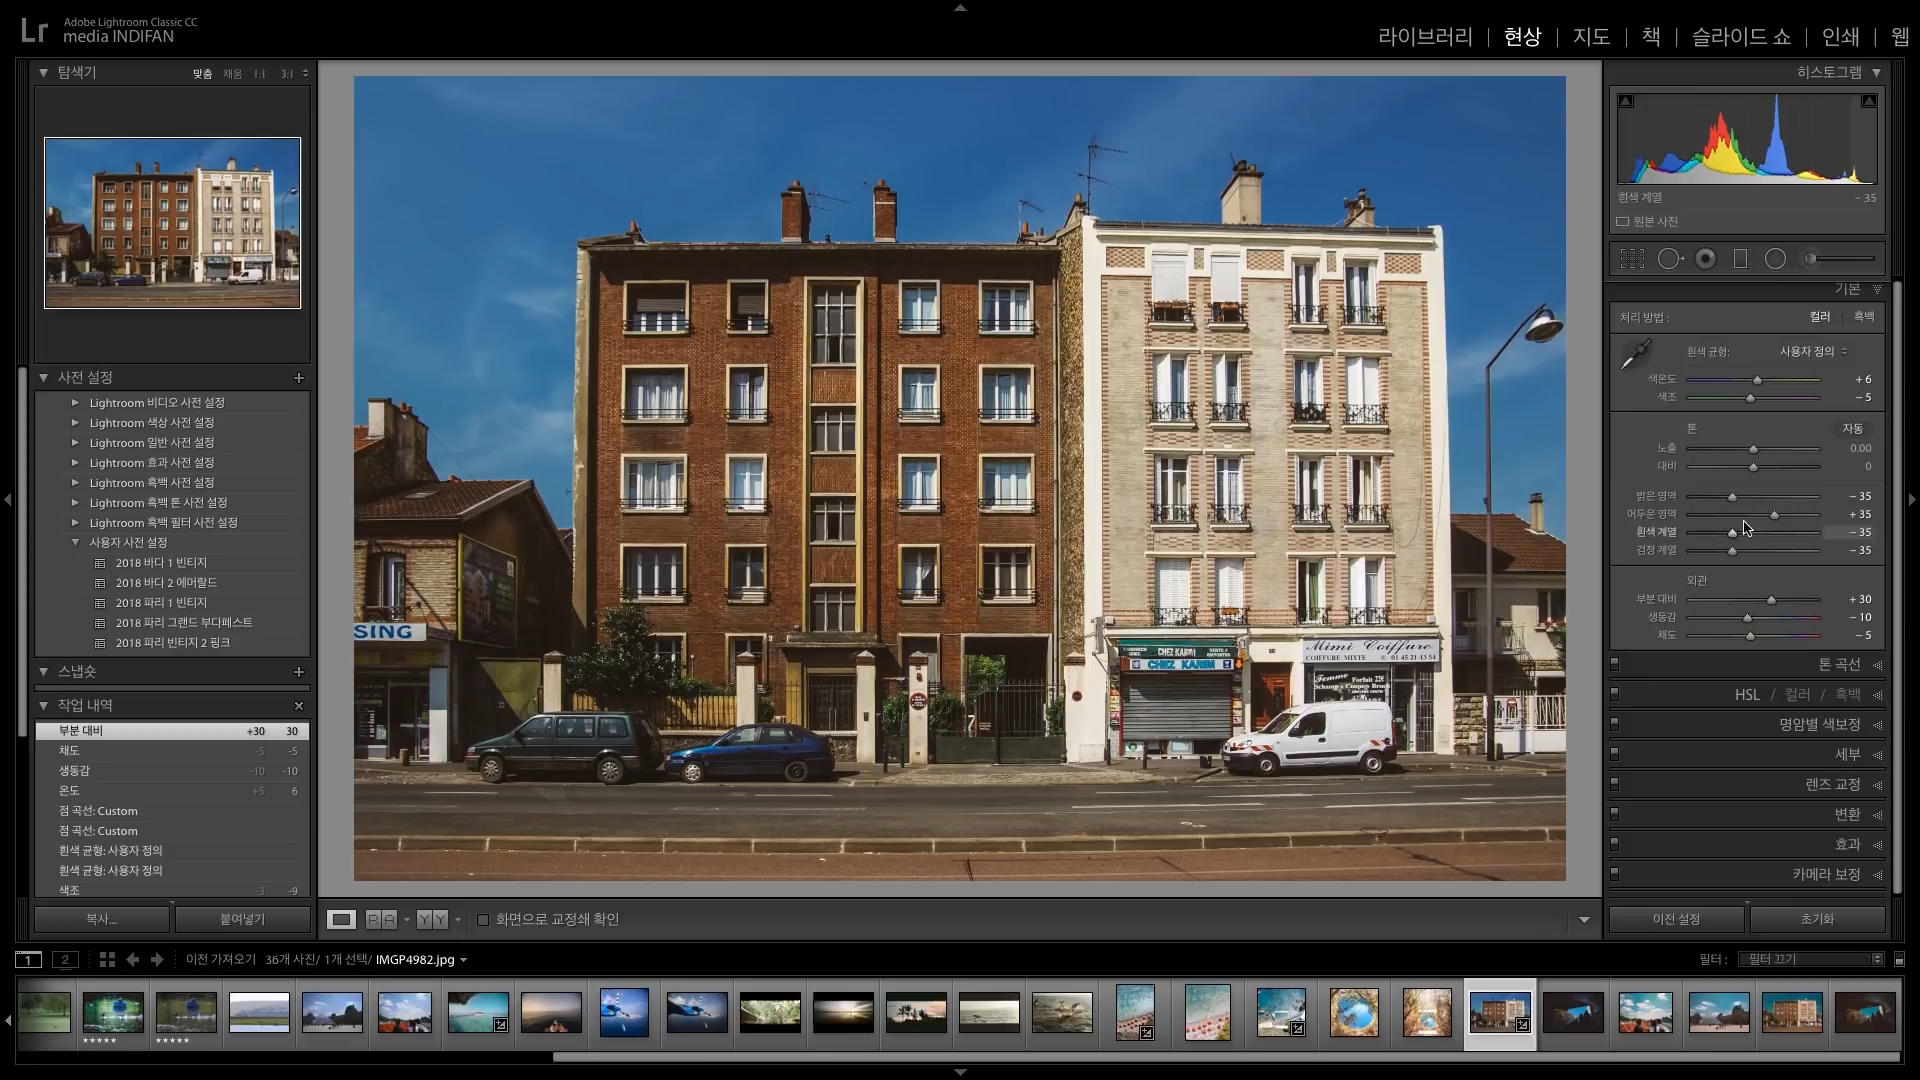 Lr
Adobe Lightroom Classic CC
media INDIFAN
라이브러리 | 현상 | 지도 | 책 | 슬라이드 쇼 | 인쇄 | 웹
탐색기 맞춤 채움 1:1 3:1
사전 설정
Lightroom 비디오 사전 설정
Lightroom 색상 사전 설정
Lightroom 일반 사전 설정
Lightroom 효과 사전 설정
Lightroom 흑백 사전 설정
Lightroom 흑백 톤 사전 설정
Lightroom 흑백 필터 사전 설정
사용자 사전 설정
2018 바다 1 빈티지
2018 바다 2 에머랄드
2018 파리 1 빈티지
2018 파리 그랜드 부다페스트
2018 파리 빈티지 2 핑크
스냅숏
작업 내역
부분 대비 +30 30
채도 -5 -5
생동감 -10 -10
온도 +5 6
점 곡선: Custom
점 곡선: Custom
흰색 균형: 사용자 정의
흰색 균형: 사용자 정의
색조 -3 -9
복사... 붙여넣기
SING
CHEZ KARIM
CHEZ KARIM
Mimi Coiffure
COIFFURE MIXTE 01 45 21 43 54
Femme Forfait 22€
7
RA YY 화면으로 교정쇄 확인
히스토그램
흰색 계열 - 35
원본 사진
기본
처리 방법 : 컬러 흑백
흰색 균형: 사용자 정의
색온도 + 6
색조 - 5
톤 자동
노출 0.00
대비 0
밝은 영역 - 35
어두운 영역 + 35
흰색 계열 - 35
검정 계열 - 35
외관
부분 대비 + 30
생동감 - 10
채도 - 5
톤 곡선
HSL / 컬러 / 흑백
명암별 색보정
세부
렌즈 교정
변환
효과
카메라 보정
이전 설정 초기화
1 2 이전 가져오기 36개 사진/ 1개 선택/ IMGP4982.jpg 필터 : 필터 끄기